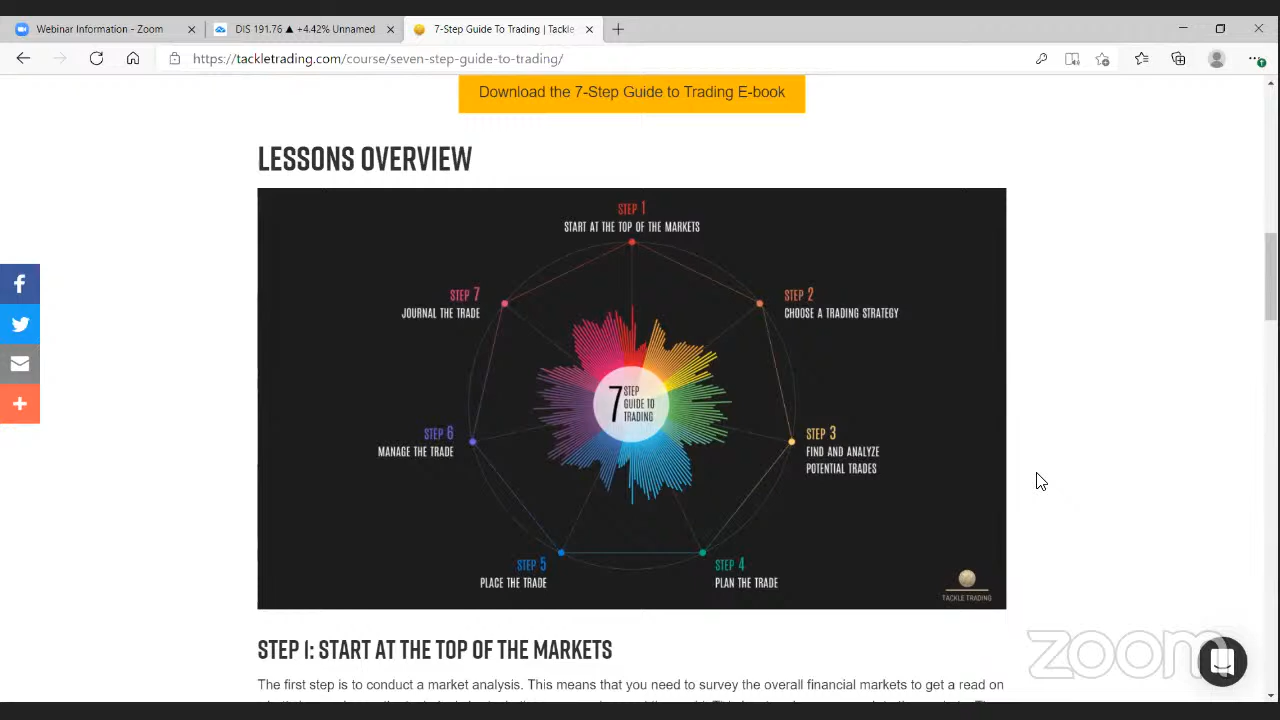 Webinar Information - Zoom
DIS 191.76 ▲ +4.42% Unnamed
7-Step Guide To Trading | Tackle
https://tackletrading.com/course/seven-step-guide-to-trading/
Download the 7-Step Guide to Trading E-book
LESSONS OVERVIEW
STEP 1
START AT THE TOP OF THE MARKETS
STEP 2
CHOOSE A TRADING STRATEGY
STEP 3
FIND AND ANALYZE
POTENTIAL TRADES
STEP 4
PLAN THE TRADE
STEP 5
PLACE THE TRADE
STEP 6
MANAGE THE TRADE
STEP 7
JOURNAL THE TRADE
7 STEP
GUIDE TO
TRADING
TACKLE TRADING
STEP 1: START AT THE TOP OF THE MARKETS
The first step is to conduct a market analysis. This means that you need to survey the overall financial markets to get a read on
zoom